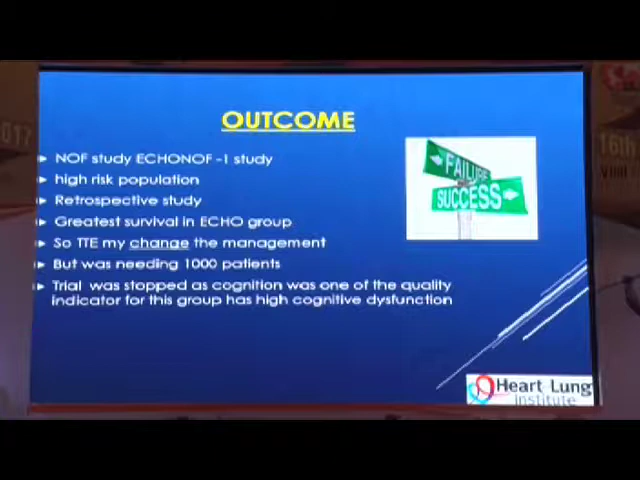 2017
16th
OUTCOME
NOF study ECHONOF -1 study
high risk population
Retrospective study
Greatest survival in ECHO group
So TTE my change the management
But was needing 1000 patients
Trial was stopped as cognition was one of the quality
indicator for this group has high cognitive dysfunction
FAILURE
SUCCESS
Heart Lung
Institute